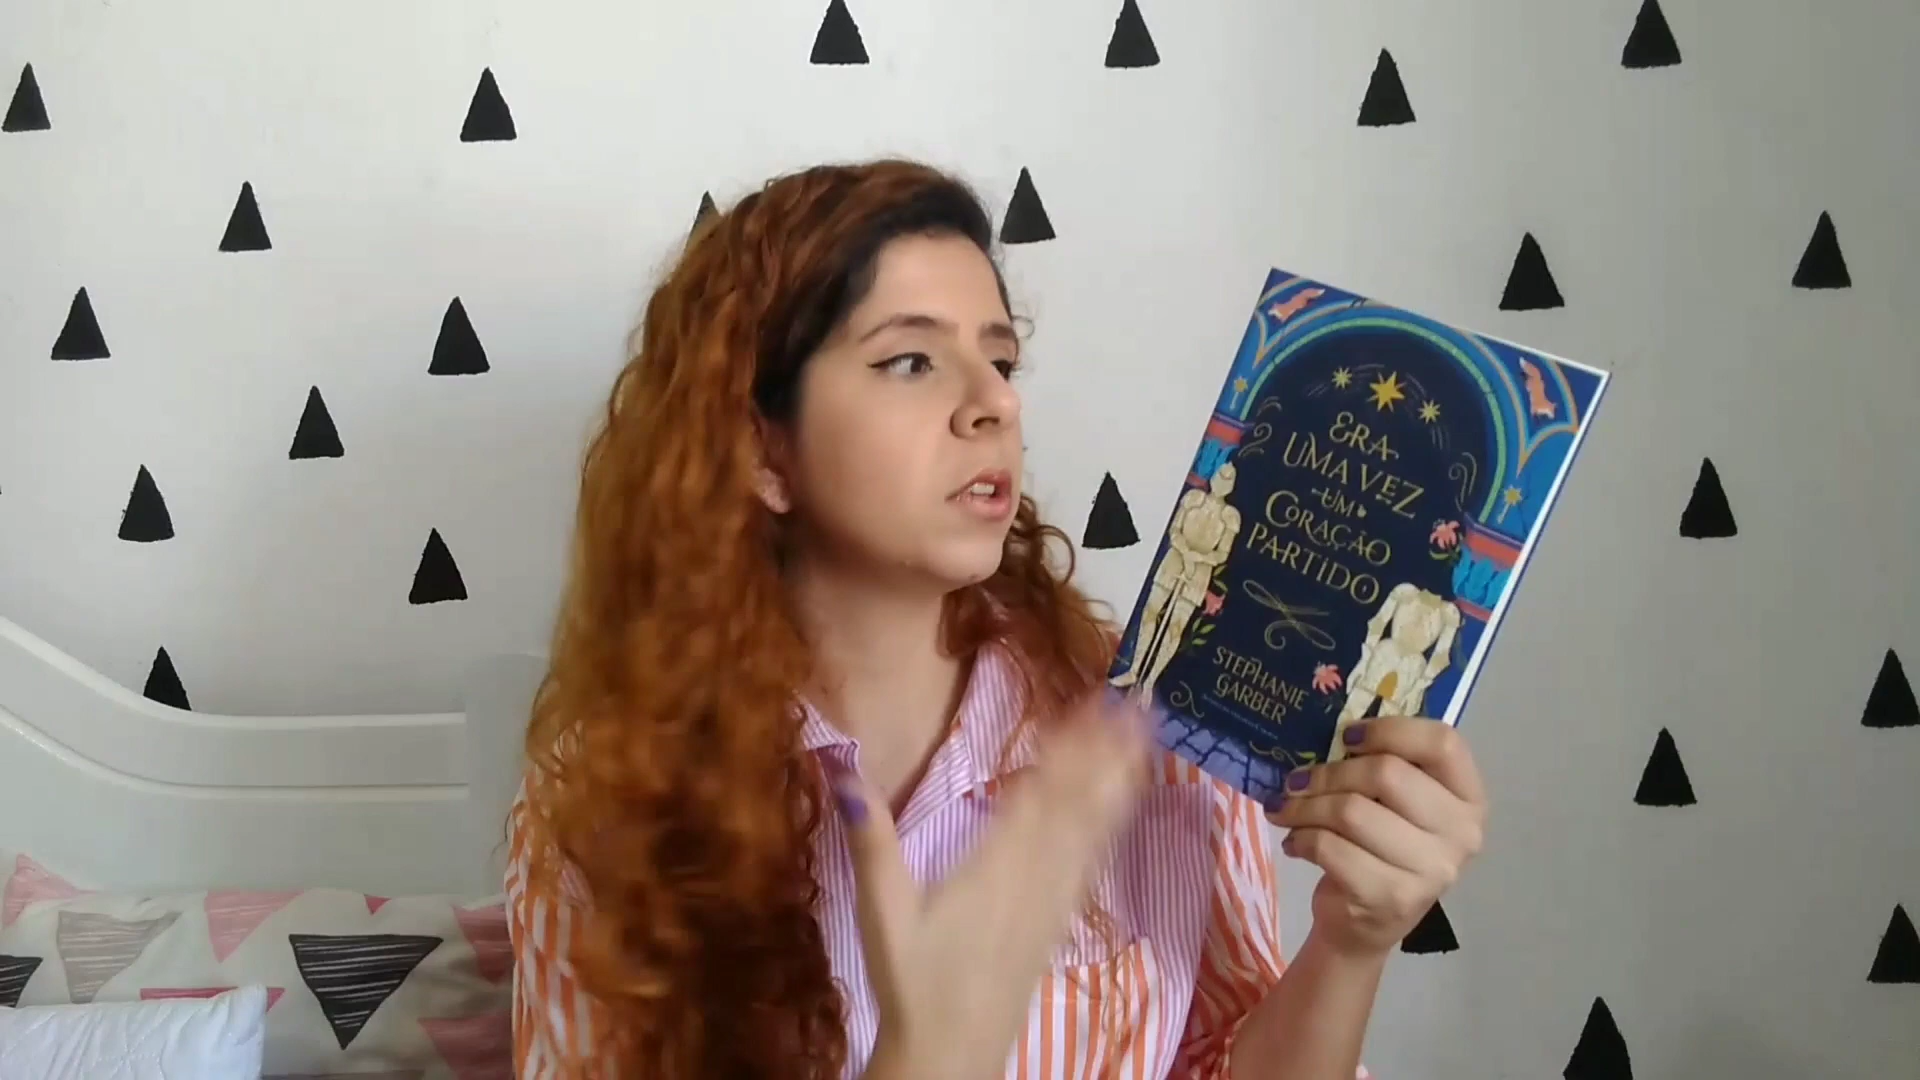 ERA
UMA VEZ
UM
CORAÇÃO
PARTIDO
STEPHANIE
GARBER